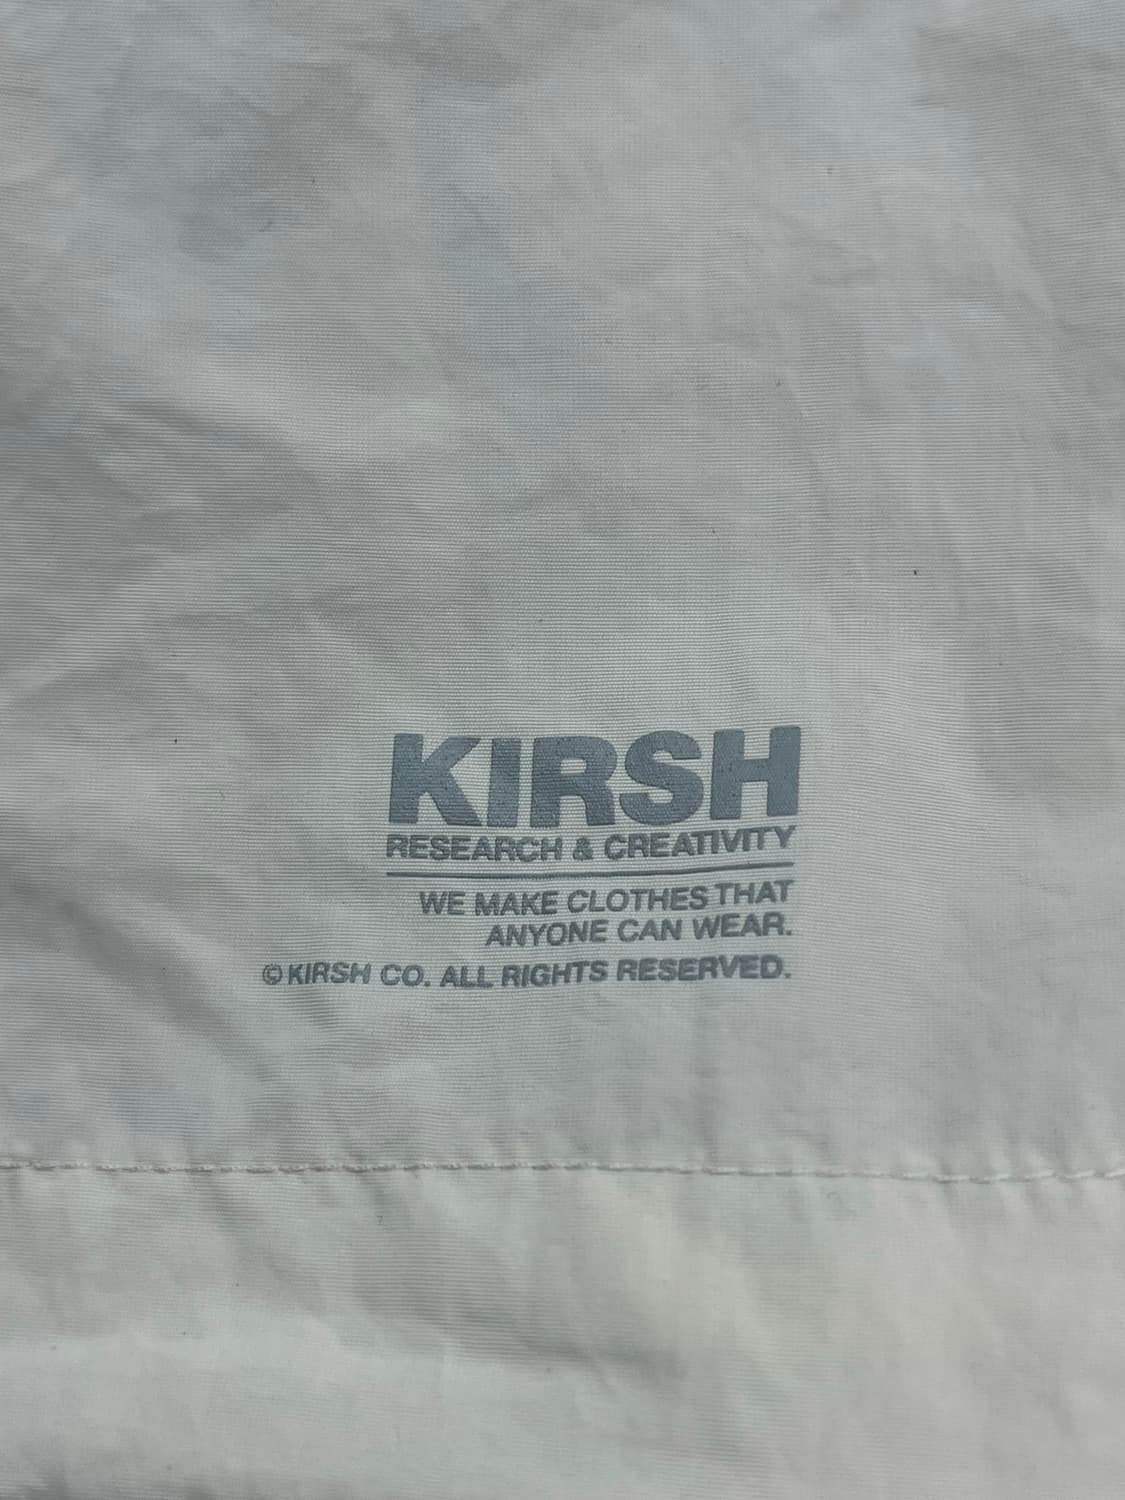 KIRSH
RESEARCH & CREATIVITY
WE MAKE CLOTHES THAT
ANYONE CAN WEAR.
© KIRSH CO. ALL RIGHTS RESERVED.